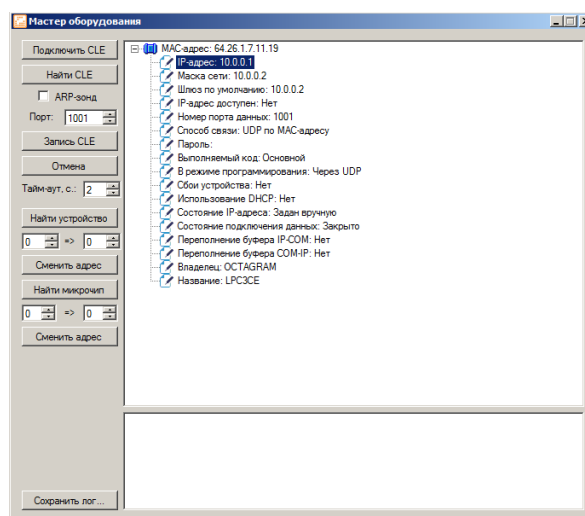 Мастер оборудования
Подключить CLE
Найти CLE
ARP-зонд
Порт: 1001
Запись CLE
Отмена
Тайм-аут, с.: 2
Найти устройство
0 => 0
Сменить адрес
Найти микрочип
0 => 0
Сменить адрес
Сохранить лог...
MAC-адрес: 64.26.1.7.11.19
IP-адрес: 10.0.0.1
Маска сети: 10.0.0.2
Шлюз по умолчанию: 10.0.0.2
IP-адрес доступен: Нет
Номер порта данных: 1001
Способ связи: UDP по MAC-адресу
Пароль:
Выполняемый код: Основной
В режиме программирования: Через UDP
Сбои устройства: Нет
Использование DHCP: Нет
Состояние IP-адреса: Задан вручную
Состояние подключения данных: Закрыто
Переполнение буфера IP-COM: Нет
Переполнение буфера COM-IP: Нет
Владелец: OCTAGRAM
Название: LPC3CE